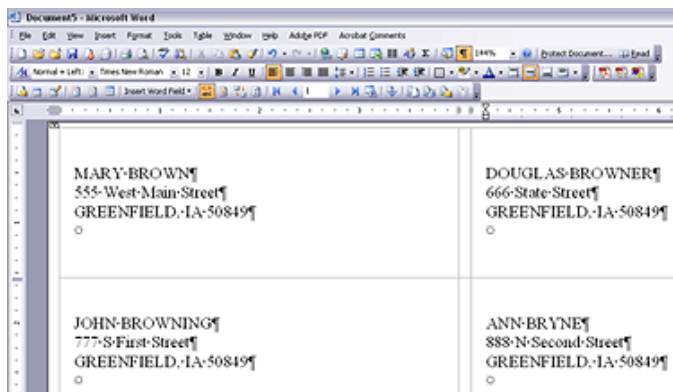 Document5 - Microsoft Word
File Edit View Insert Format Tools Table Window Help Adobe PDF Acrobat Comments
144% Protect Document... Read
Normal + Left: Times New Roman 12 B I U
Insert Word Field 1
MARY·BROWN¶
555·West·Main·Street¶
GREENFIELD,·IA·50849¶
DOUGLAS·BROWNER¶
666·State·Street¶
GREENFIELD,·IA·50849¶
JOHN·BROWNING¶
777·S·First·Street¶
GREENFIELD,·IA·50849¶
ANN·BRYNE¶
888·N·Second·Street¶
GREENFIELD,·IA·50849¶